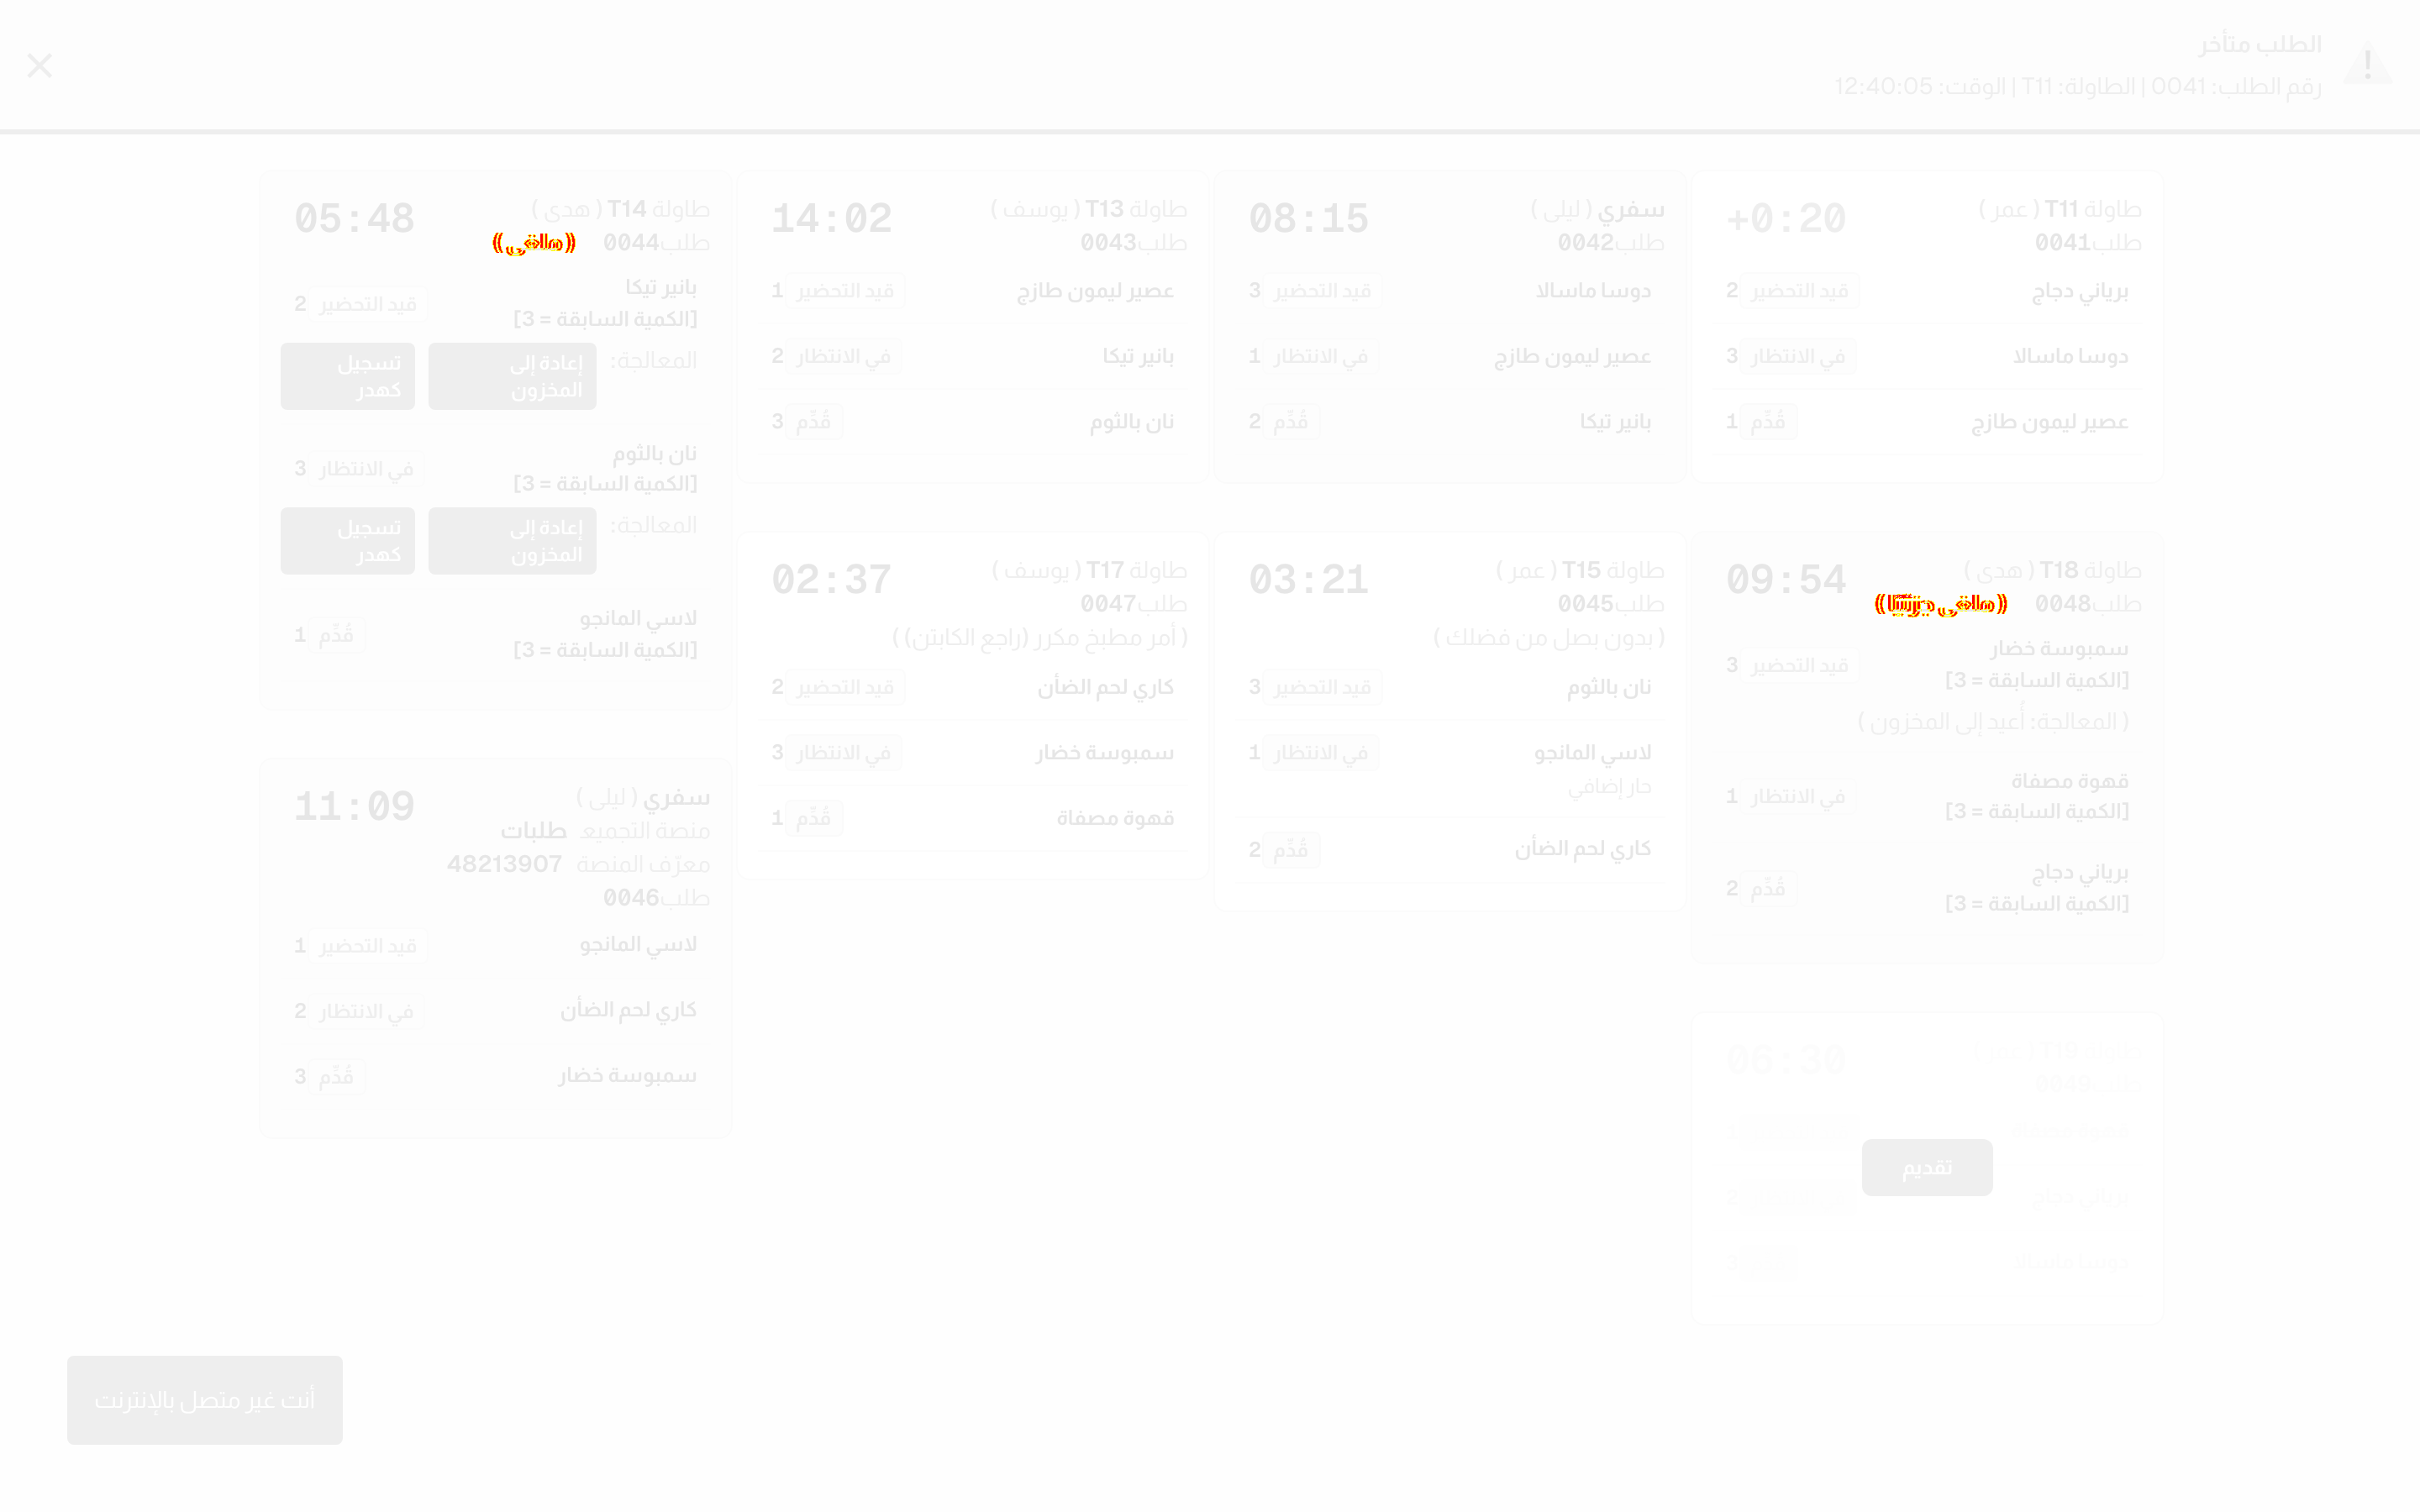 الطلب متأخر
رقم الطلب: 0041 | الطاولة: T11 | الوقت: 12:40:05
طاولة T11 ( عمر )
+0:20
طلب0041
برياني دجاج قيد التحضير 2
دوسا ماسالا في الانتظار 3
عصير ليمون طازج قُدِّم 1
سفري ( ليلى )
08:15
طلب0042
دوسا ماسالا قيد التحضير 3
عصير ليمون طازج في الانتظار 1
بانير تيكا قُدِّم 2
طاولة T13 ( يوسف )
14:02
طلب0043
عصير ليمون طازج قيد التحضير 1
بانير تيكا في الانتظار 2
نان بالثوم قُدِّم 3
طاولة T14 ( هدى )
05:48
طلب0044
بانير تيكا قيد التحضير 2
[الكمية السابقة = 3]
المعالجة: إعادة إلى المخزون تسجيل كهدر
نان بالثوم في الانتظار 3
[الكمية السابقة = 3]
المعالجة: إعادة إلى المخزون تسجيل كهدر
لاسي المانجو قُدِّم 1
[الكمية السابقة = 3]
طاولة T18 ( هدى )
09:54
طلب0048
سمبوسة خضار قيد التحضير 3
[الكمية السابقة = 3]
( المعالجة: أُعيد إلى المخزون )
قهوة مصفاة في الانتظار 1
[الكمية السابقة = 3]
برياني دجاج قُدِّم 2
[الكمية السابقة = 3]
طاولة T15 ( عمر )
03:21
طلب0045
( بدون بصل من فضلك )
نان بالثوم قيد التحضير 3
لاسي المانجو في الانتظار 1
حار إضافي
كاري لحم الضأن قُدِّم 2
طاولة T17 ( يوسف )
02:37
طلب0047
( أمر مطبخ مكرر (راجع الكابتن) )
كاري لحم الضأن قيد التحضير 2
سمبوسة خضار في الانتظار 3
قهوة مصفاة قُدِّم 1
سفري ( ليلى )
11:09
منصة التجميع طلبات
معرّف المنصة 48213907
طلب0046
لاسي المانجو قيد التحضير 1
كاري لحم الضأن في الانتظار 2
سمبوسة خضار قُدِّم 3
طاولة T19 ( عمر )
06:30
طلب0049
تقديم
برياني دجاج
دوسا ماسالا
أنت غير متصل بالإنترنت